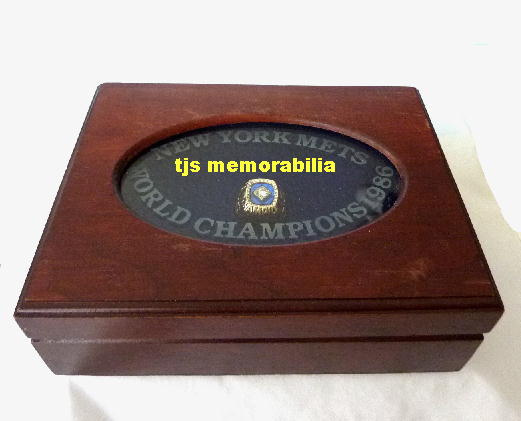 NEW YORK METS
tjs memorabilia
WORLD CHAMPIONS 1986